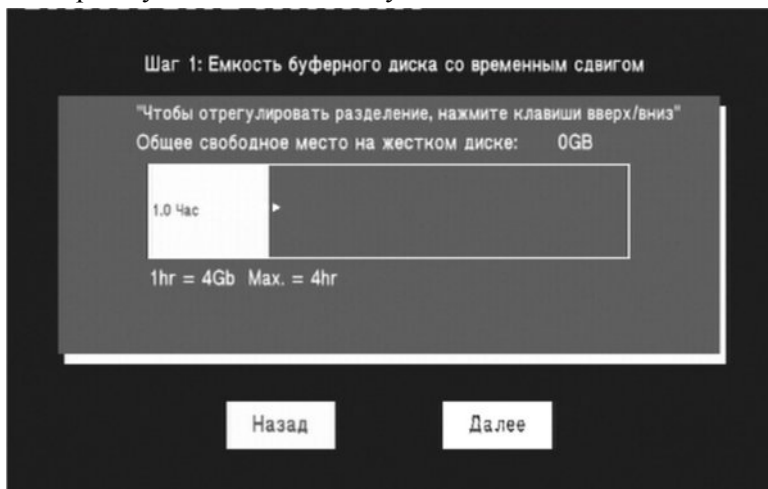 Шаг 1: Емкость буферного диска со временным сдвигом
"Чтобы отрегулировать разделение, нажмите клавиши вверх/вниз"
Общее свободное место на жестком диске: 0GB
1.0 Час
1hr = 4Gb Max. = 4hr
Назад
Далее